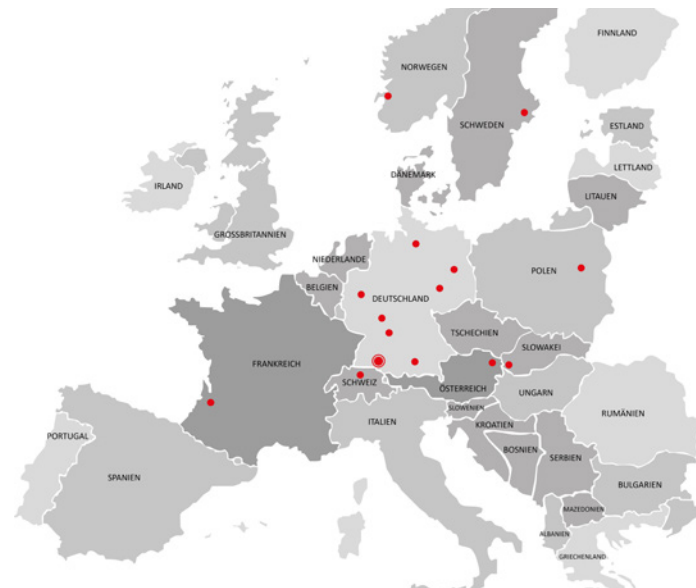 FINNLAND
NORWEGEN
SCHWEDEN
ESTLAND
LETTLAND
DÄNEMARK
IRLAND
LITAUEN
GROSSBRITANNIEN
NIEDERLANDE
POLEN
BELGIEN
DEUTSCHLAND
TSCHECHIEN
SLOWAKEI
FRANKREICH
SCHWEIZ
ÖSTERREICH
UNGARN
SLOWENIEN
RUMÄNIEN
ITALIEN
KROATIEN
PORTUGAL
BOSNIEN
SERBIEN
SPANIEN
BULGARIEN
MAZEDONIEN
ALBANIEN
GRIECHENLAND